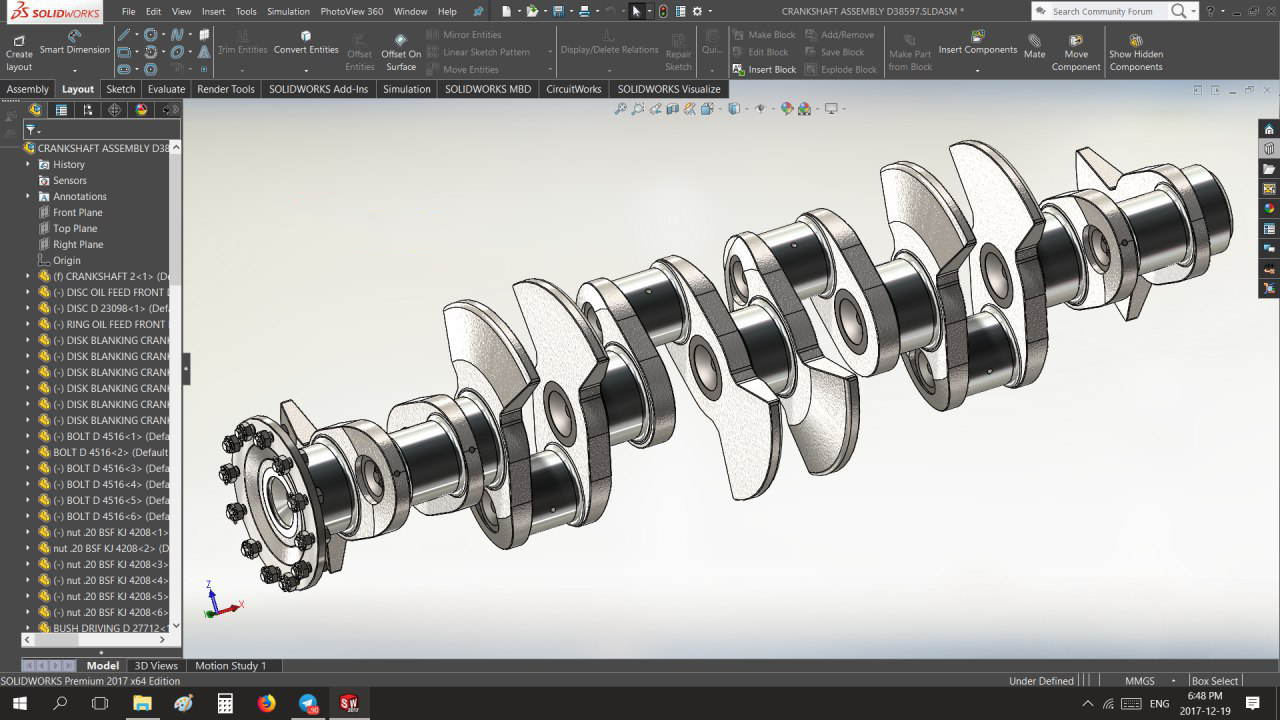 SOLIDWORKS File Edit View Insert Tools Simulation PhotoView 360 Window Help ANKSHAFT ASSEMBLY D38597.SLDASM * Search Community Forum
Create layout
Smart Dimension
Trim Entities
Convert Entities
Offset Entities
Offset On Surface
Mirror Entities
Linear Sketch Pattern
Move Entities
Display/Delete Relations
Repair Sketch
Qui...
Make Block
Edit Block
Insert Block
Add/Remove
Save Block
Explode Block
Make Part from Block
Insert Components
Mate
Move Component
Show Hidden Components
Assembly Layout Sketch Evaluate Render Tools SOLIDWORKS Add-Ins Simulation SOLIDWORKS MBD CircuitWorks SOLIDWORKS Visualize
CRANKSHAFT ASSEMBLY D38
History
Sensors
Annotations
Front Plane
Top Plane
Right Plane
Origin
(f) CRANKSHAFT 2<1> (De
(-) DISC OIL FEED FRONT
(-) DISC D 23098<1> (Defa
(-) RING OIL FEED FRONT
(-) DISK BLANKING CRAN
(-) DISK BLANKING CRAN
(-) DISK BLANKING CRAN
(-) DISK BLANKING CRAN
(-) DISK BLANKING CRAN
(-) DISK BLANKING CRAN
(-) BOLT D 4516<1> (Defa
BOLT D 4516<2> (Default
(-) BOLT D 4516<3> (Defa
(-) BOLT D 4516<4> (Defa
(-) BOLT D 4516<5> (Defa
(-) BOLT D 4516<6> (Defa
(-) nut .20 BSF KJ 4208<1>
nut .20 BSF KJ 4208<2> (D
(-) nut .20 BSF KJ 4208<3>
(-) nut .20 BSF KJ 4208<4>
(-) nut .20 BSF KJ 4208<5>
(-) nut .20 BSF KJ 4208<6>
BUSH DRIVING D 27712<1
Z
X
Y
Model 3D Views Motion Study 1
SOLIDWORKS Premium 2017 x64 Edition Under Defined MMGS Box Select
ENG
6:48 PM
2017-12-19